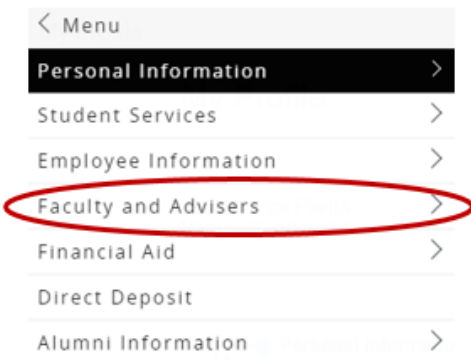 Menu
Personal Information
Student Services
Employee Information
Faculty and Advisers
Financial Aid
Direct Deposit
Alumni Information